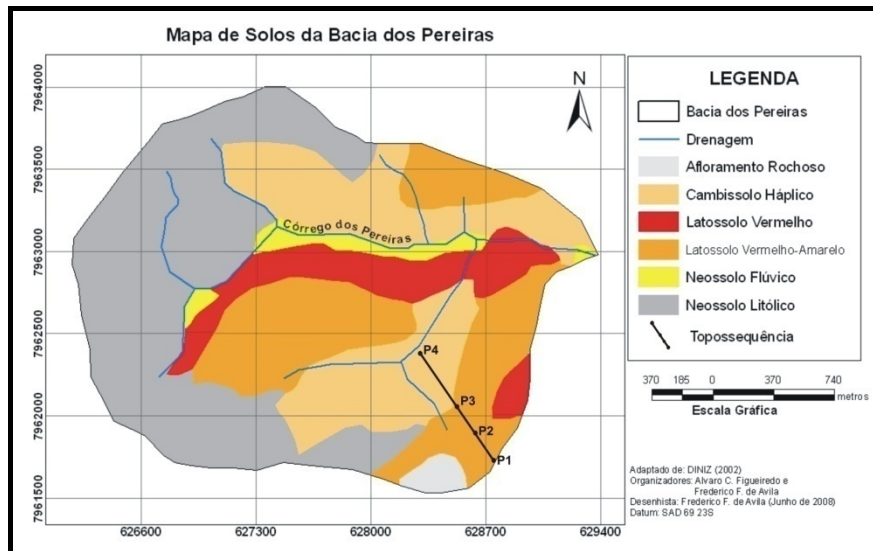 Mapa de Solos da Bacia dos Pereiras
N
7964000
7963500
7963000
7962500
7962000
7961500
Córrego dos Pereiras
P4
P3
P2
P1
626600
627300
628000
628700
629400
LEGENDA
Bacia dos Pereiras
Drenagem
Afloramento Rochoso
Cambissolo Háplico
Latossolo Vermelho
Latossolo Vermelho-Amarelo
Neossolo Flúvico
Neossolo Litólico
Topossequência
370 185 0 370 740
metros
Escala Gráfica
Adaptado de: DINIZ (2002)
Organizadores: Alvaro C. Figueiredo e
Frederico F. de Avila
Desenhista: Frederico F. de Avila (Junho de 2008)
Datum: SAD 69 23S